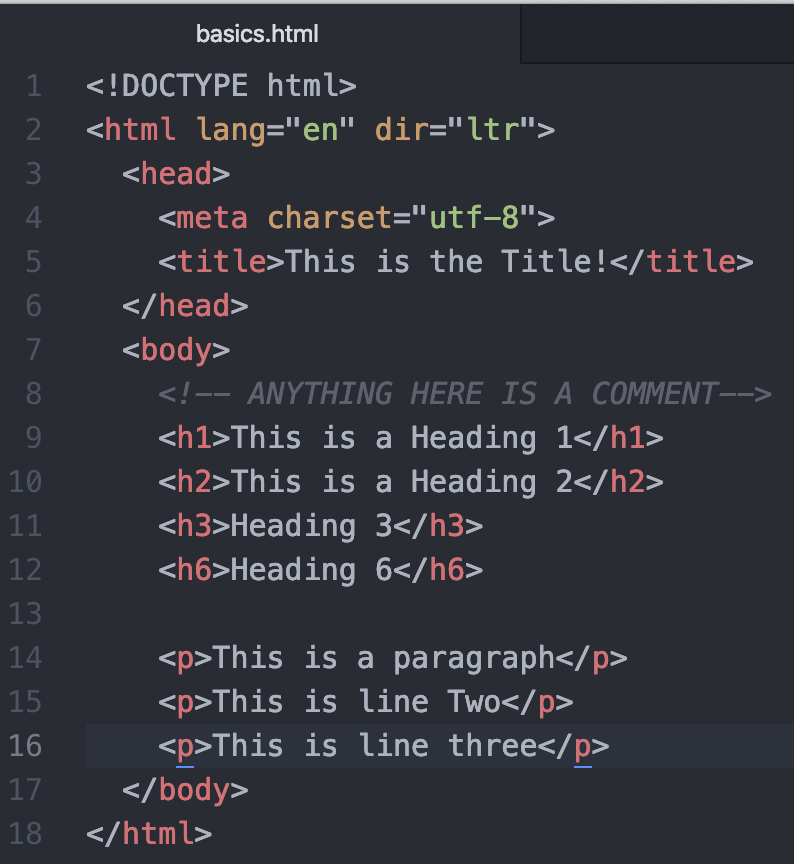 basics.html
1 <!DOCTYPE html>
2 <html lang="en" dir="ltr">
3   <head>
4     <meta charset="utf-8">
5     <title>This is the Title!</title>
6   </head>
7   <body>
8     <!-- ANYTHING HERE IS A COMMENT-->
9     <h1>This is a Heading 1</h1>
10     <h2>This is a Heading 2</h2>
11     <h3>Heading 3</h3>
12     <h6>Heading 6</h6>
13
14     <p>This is a paragraph</p>
15     <p>This is line Two</p>
16     <p>This is line three</p>
17   </body>
18 </html>